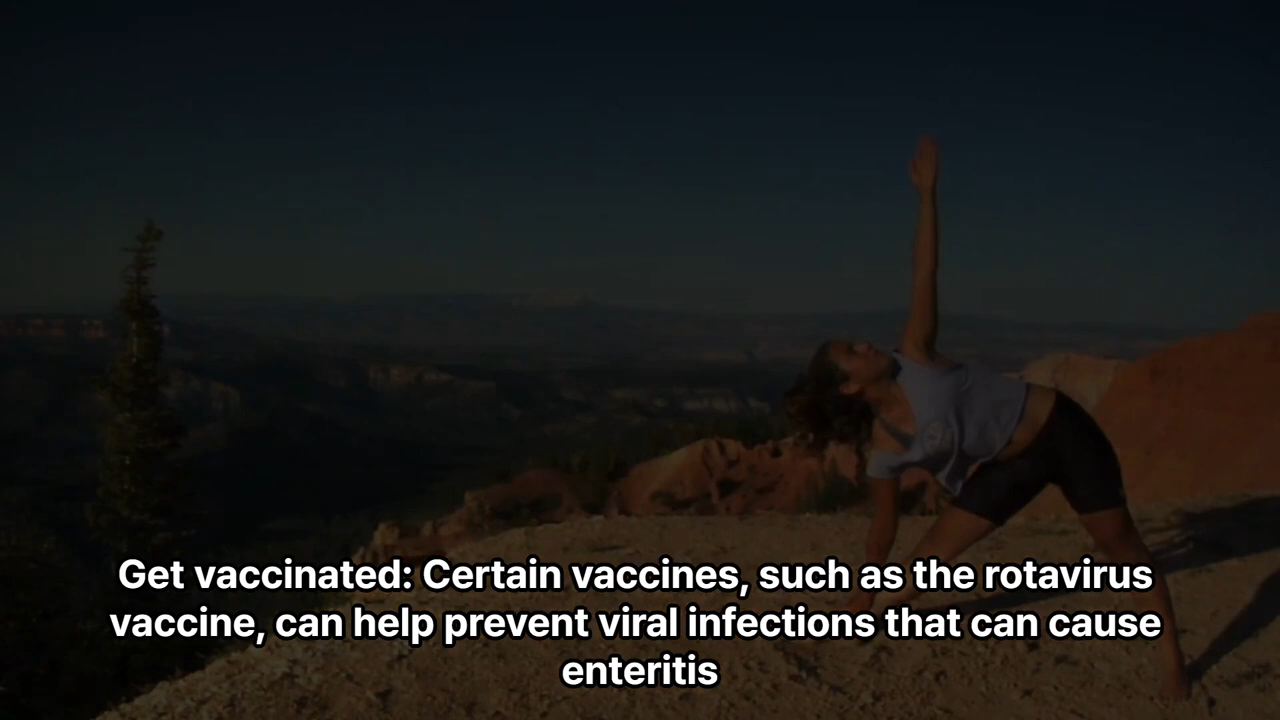 Get vaccinated: Certain vaccines, such as the rotavirus
vaccine, can help prevent viral infections that can cause
enteritis